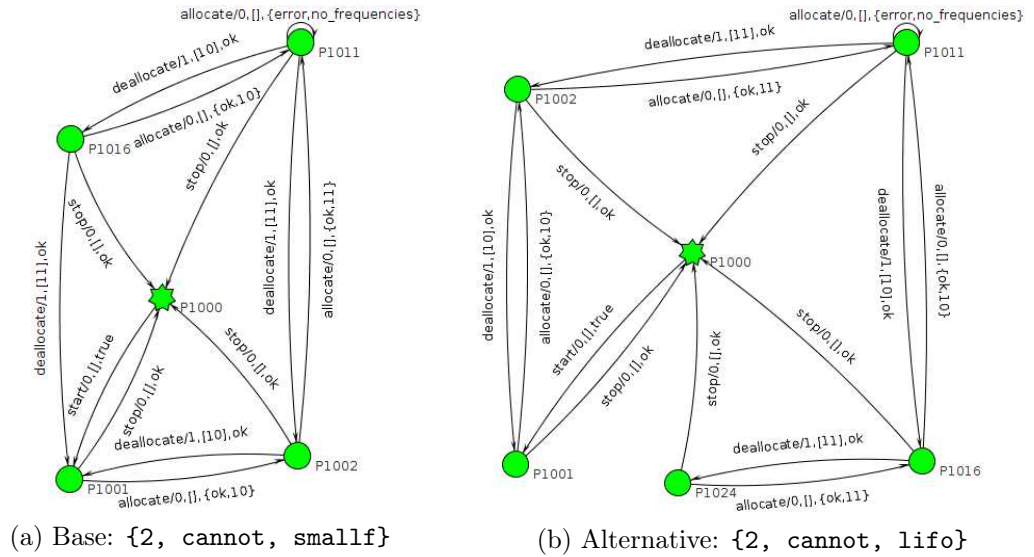 allocate/0,[],{error,no_frequencies}
P1011
deallocate/1,[10],ok
allocate/0,[],{ok,10}
P1016
stop/0,[],ok
stop/0,[],ok
deallocate/1,[11],ok
allocate/0,[],{ok,11}
deallocate/1,[11],ok
P1000
start/0,[],true
stop/0,[],ok
stop/0,[],ok
deallocate/1,[10],ok
P1002
P1001
allocate/0,[],{ok,10}
(a) Base: {2, cannot, smallf}
allocate/0,[],{error,no_frequencies}
deallocate/1,[11],ok
P1011
P1002
allocate/0,[],{ok,11}
stop/0,[],ok
stop/0,[],ok
deallocate/1,[10],ok
allocate/0,[],{ok,10}
deallocate/1,[10],ok
allocate/0,[],{ok,10}
P1000
start/0,[],true
stop/0,[],ok
stop/0,[],ok
stop/0,[],ok
deallocate/1,[11],ok
P1001
P1024
P1016
allocate/0,[],{ok,11}
(b) Alternative: {2, cannot, lifo}